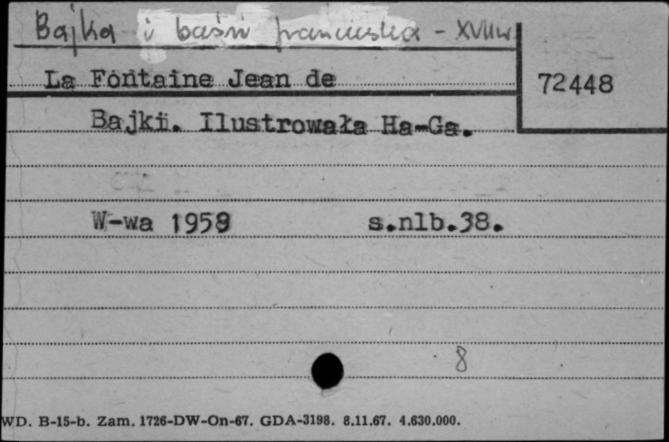 Bajka i baśń francuska - XVII w
La Fontaine Jean de
72448
Bajki. Ilustrowała Ha-Ga.
W-wa 1958 s.nlb.38.
8
WD. B-15-b. Zam. 1726-DW-On-67. GDA-3198. 8.11.67. 4.630.000.